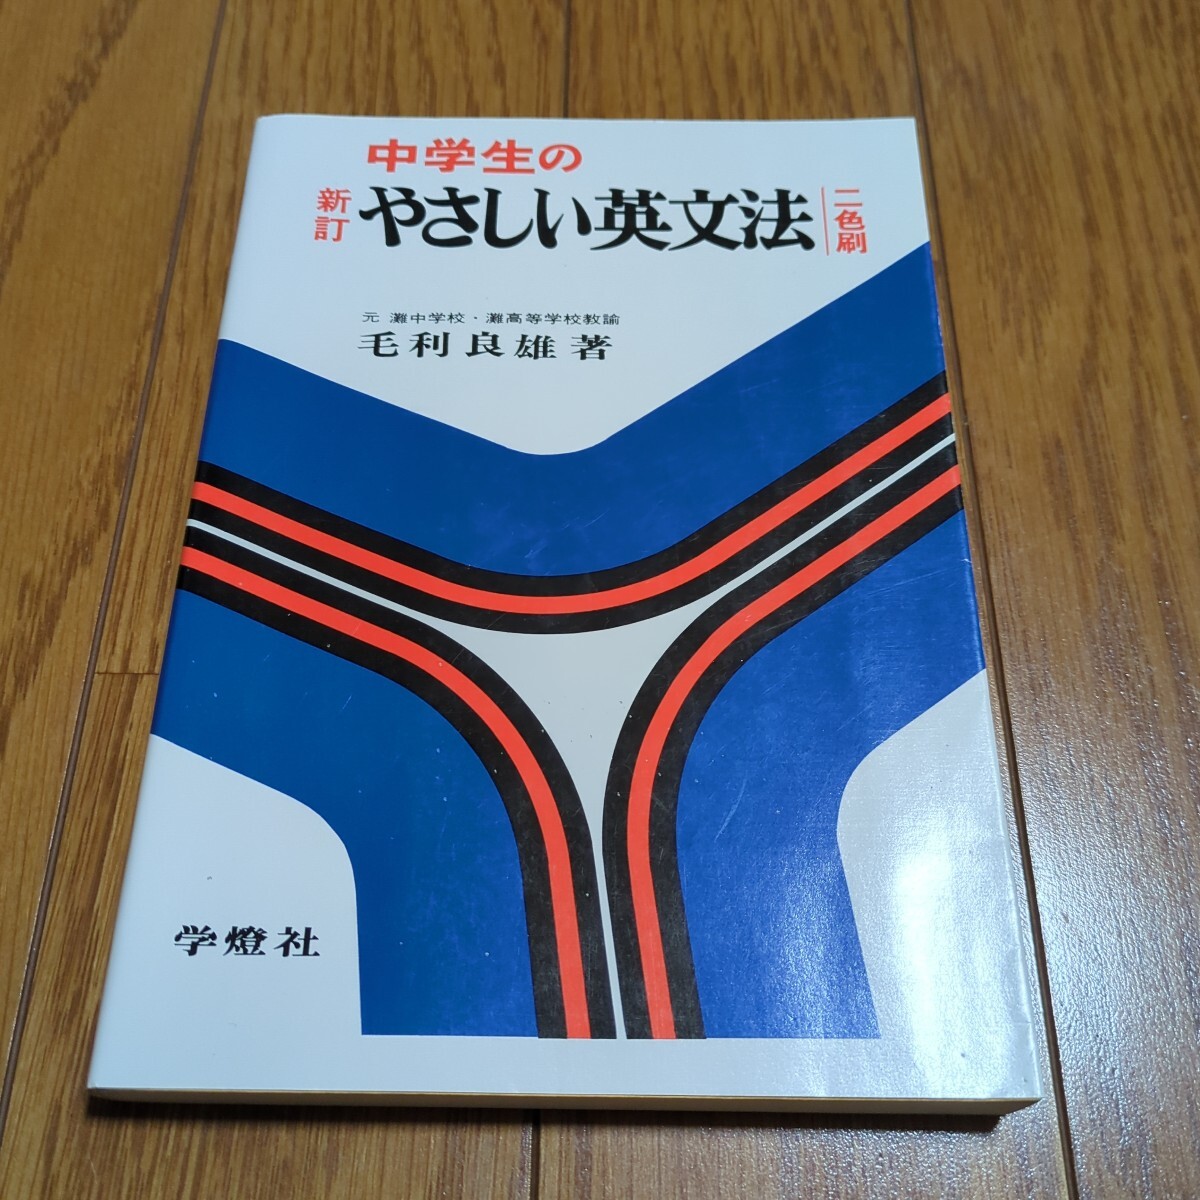 中学生の
新訂
やさしい英文法
二色刷
元 灘中学校・灘高等学校教諭
毛利良雄著
学燈社